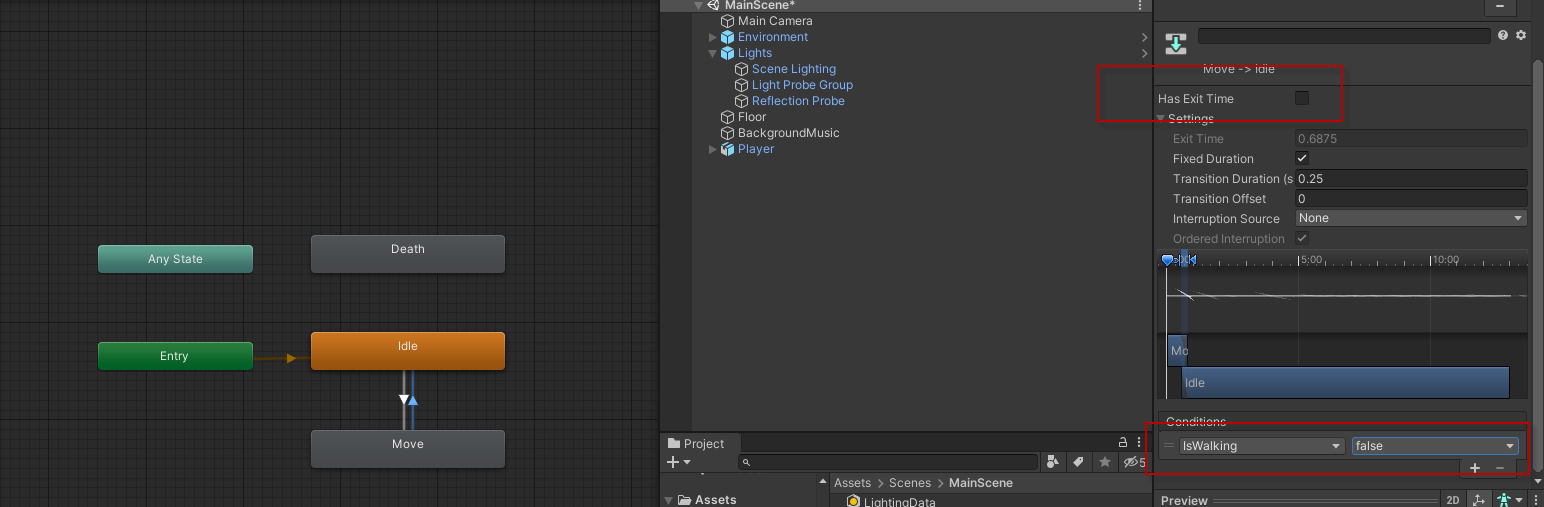 Any State
Death
Entry
Idle
Move
MainScene*
Main Camera
Environment
Lights
Scene Lighting
Light Probe Group
Reflection Probe
Floor
BackgroundMusic
Player
Project
5
Assets
Assets > Scenes > MainScene
LightingData
Move -> Idle
Has Exit Time
Settings
Exit Time 0.6875
Fixed Duration
Transition Duration (s 0.25
Transition Offset 0
Interruption Source None
Ordered Interruption
5:00 10:00
Mo
Idle
Conditions
IsWalking false
Preview 2D